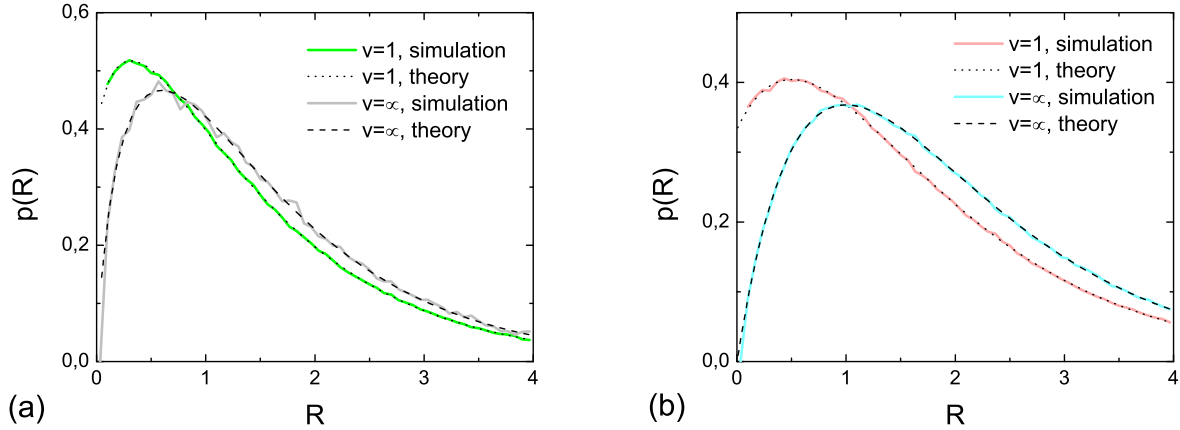 0,6
v=1, simulation
v=1, theory
v=∝, simulation
v=∝, theory
0,4
p(R)
0,2
0,0
0 1 2 3 4
R
(a)
v=1, simulation
v=1, theory
v=∝, simulation
v=∝, theory
0,4
p(R)
0,2
0,0
0 1 2 3 4
R
(b)